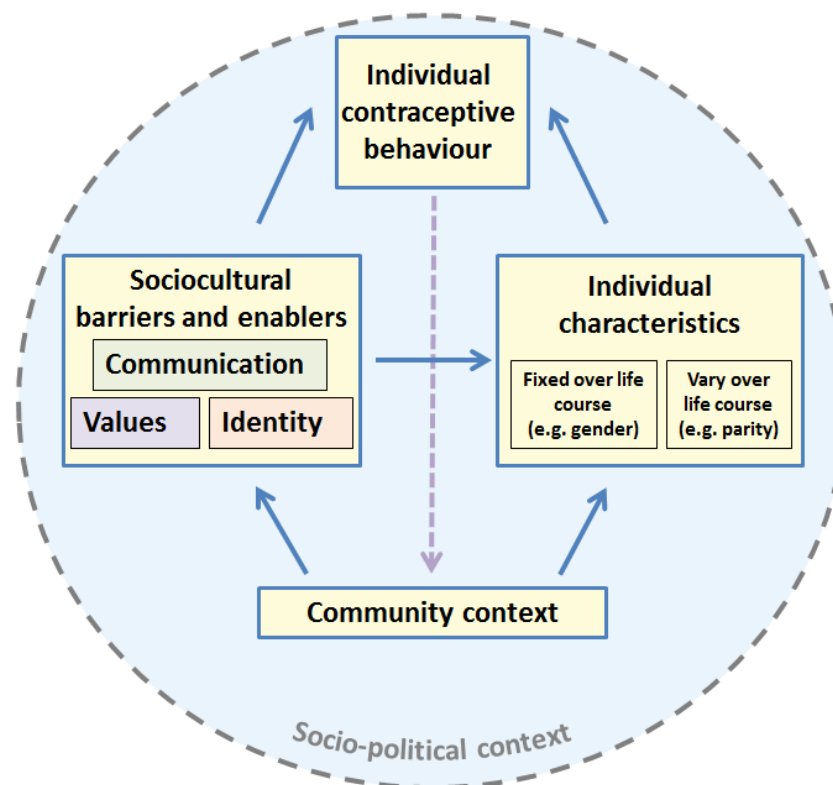 Individual
contraceptive
behaviour
Sociocultural
barriers and enablers
Communication
Values
Identity
Individual
characteristics
Fixed over life
course
(e.g. gender)
Vary over
life course
(e.g. parity)
Community context
Socio-political context